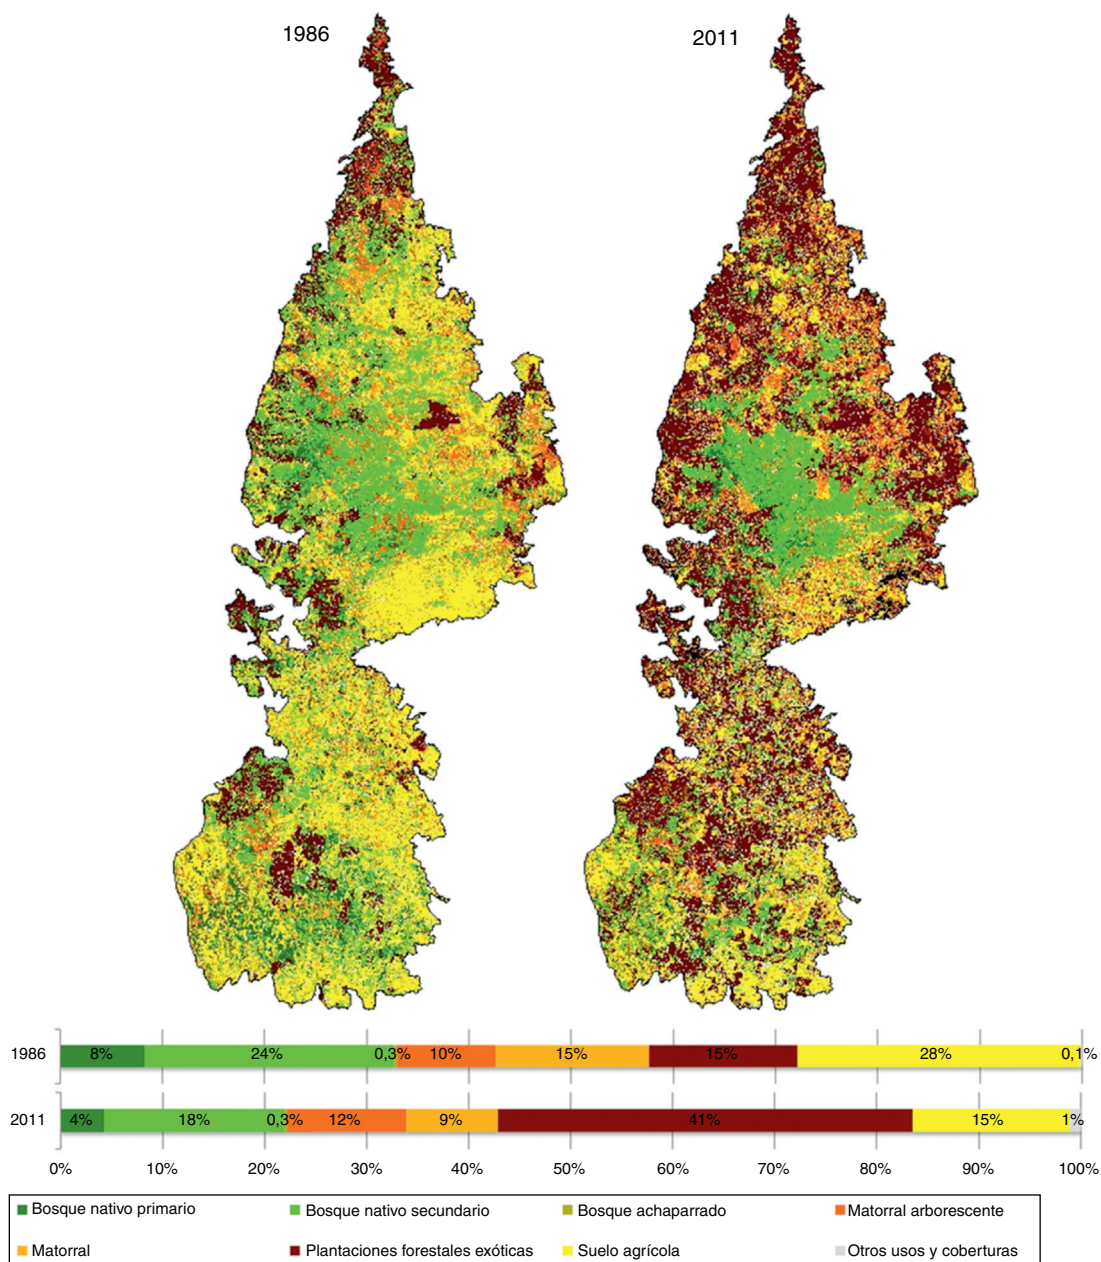 1986
2011
1986
8%
24%
0,3%
10%
15%
15%
28%
0,1%
2011
4%
18%
0,3%
12%
9%
41%
15%
1%
0% 10% 20% 30% 40% 50% 60% 70% 80% 90% 100%
Bosque nativo primario
Bosque nativo secundario
Bosque achaparrado
Matorral arborescente
Matorral
Plantaciones forestales exóticas
Suelo agrícola
Otros usos y coberturas